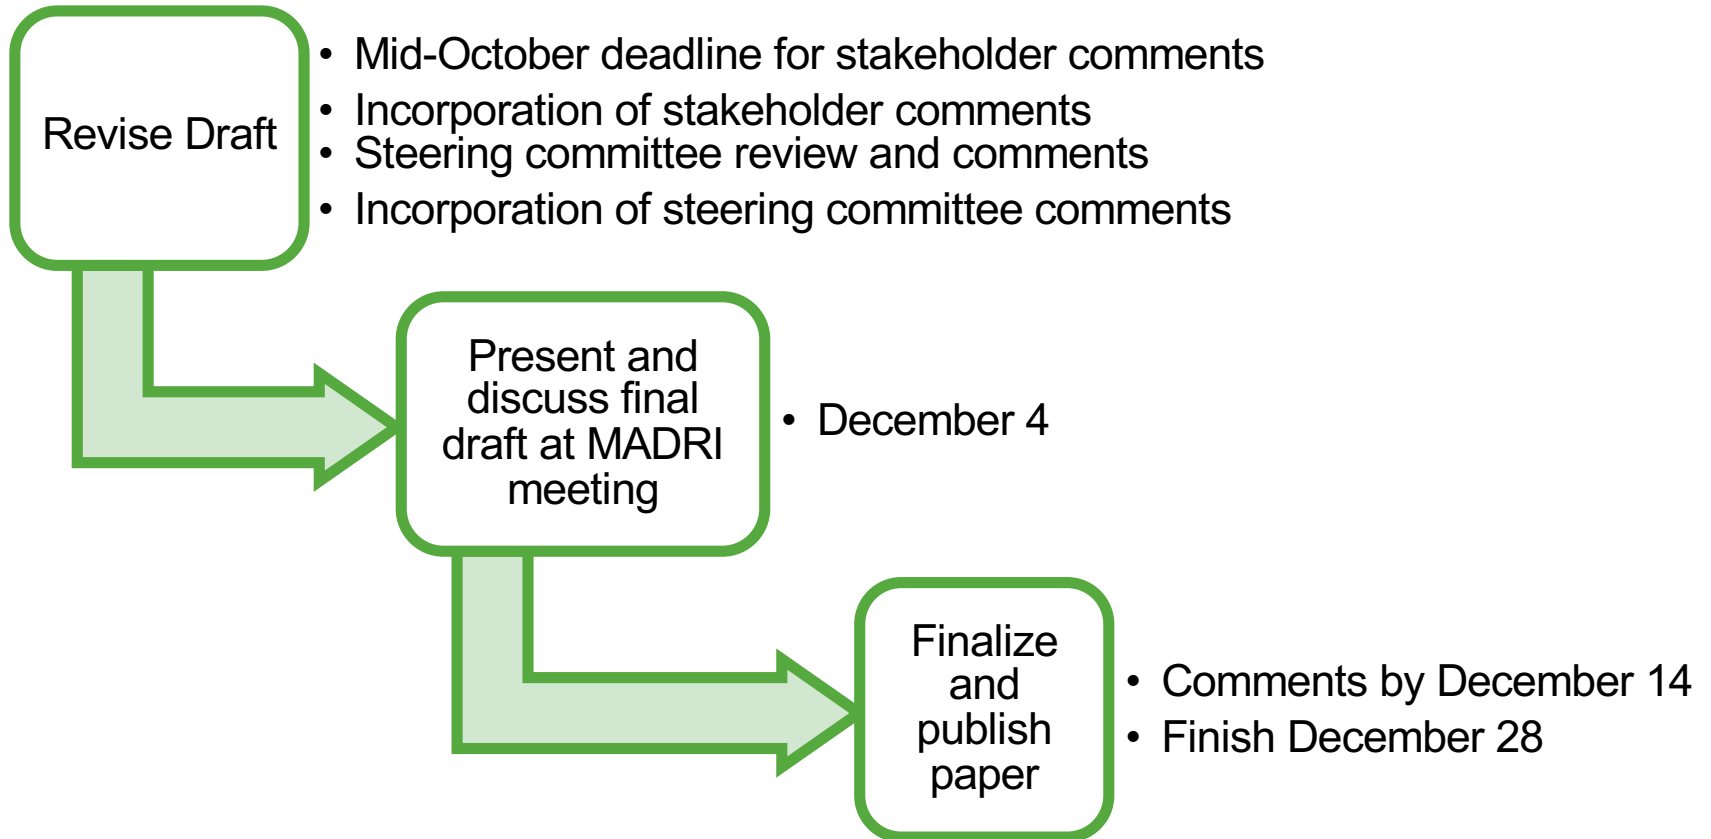 Revise Draft
• Mid-October deadline for stakeholder comments
• Incorporation of stakeholder comments
• Steering committee review and comments
• Incorporation of steering committee comments
Present and
discuss final
draft at MADRI
meeting
• December 4
Finalize
and
publish
paper
• Comments by December 14
• Finish December 28